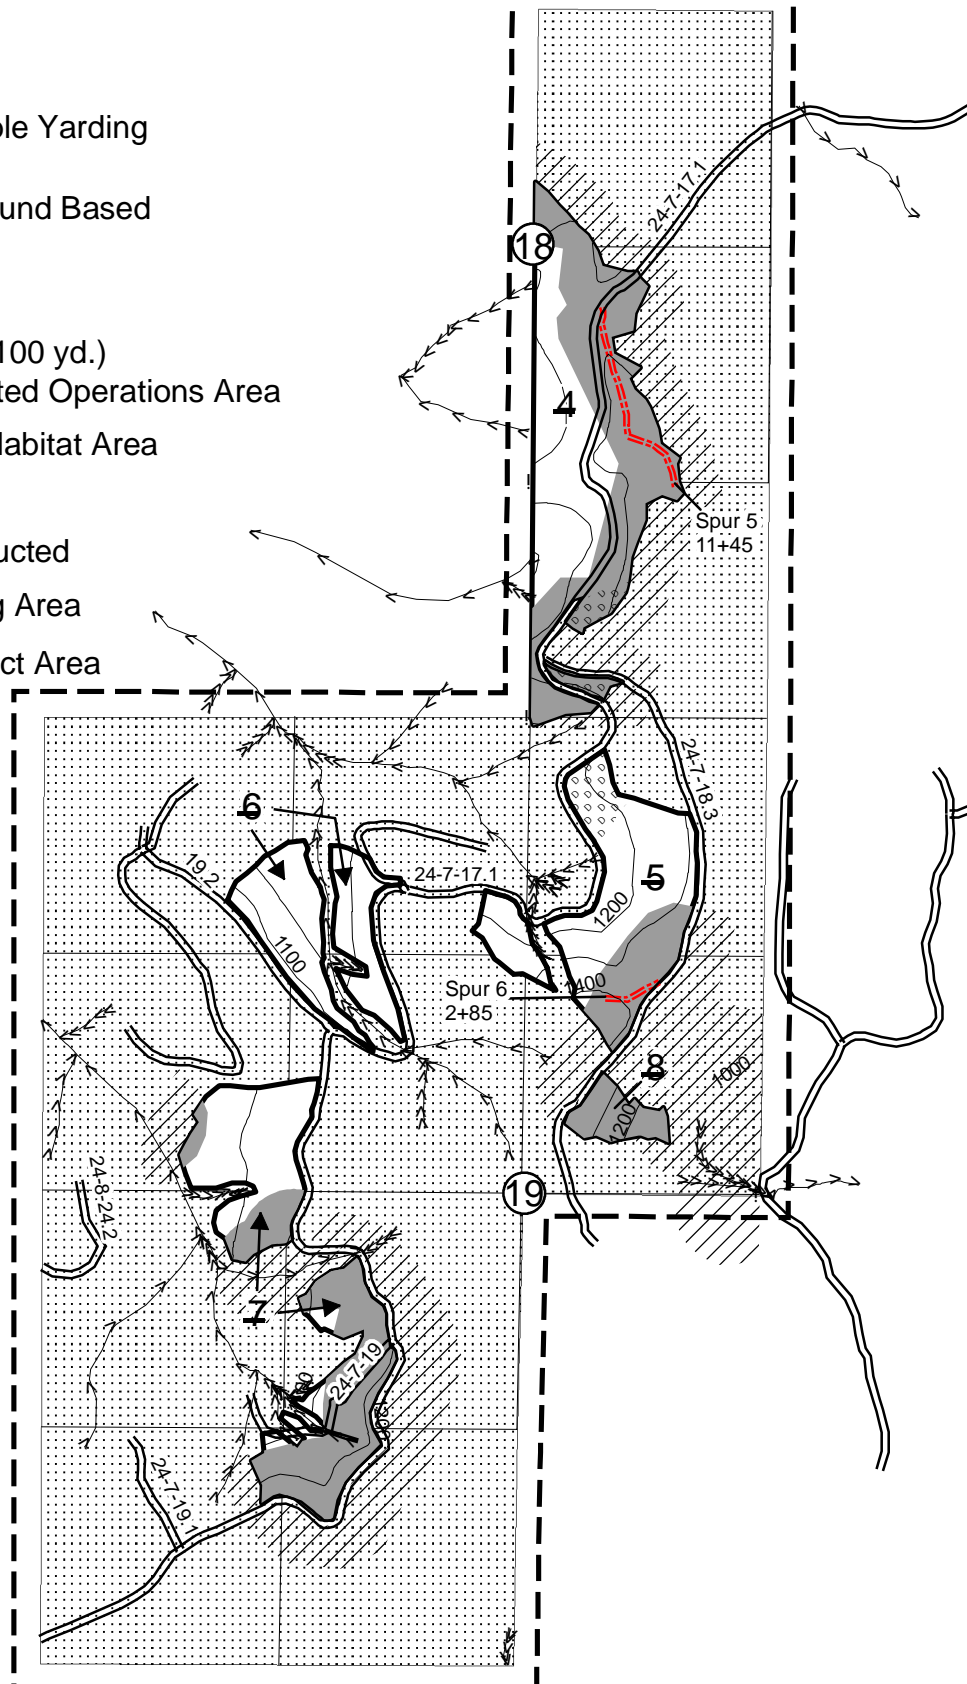 ole Yarding
und Based
100 yd.)
ted Operations Area
Habitat Area
ucted
g Area
ct Area
24-7-17.1
18
4
Spur 5
11+45
24-7-18.3
6
19.2
24-7-17.1
5
1200
1100
1400
Spur 6
2+85
8
1000
1200
24-8-24.2
19
7
24-7-19
1200
24-7-19.1